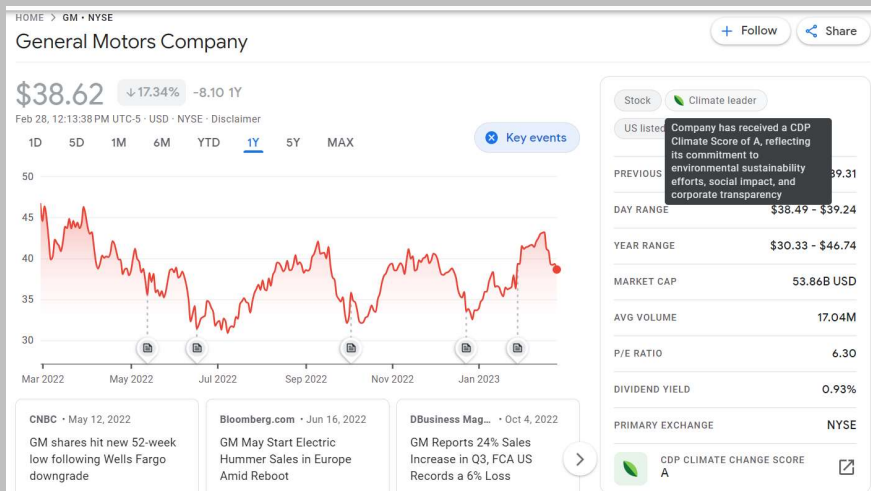 HOME > GM • NYSE
General Motors Company
Follow
Share
$38.62
17.34%
-8.10 1Y
Feb 28, 12:13:38 PM UTC-5 · USD · NYSE · Disclaimer
1D 5D 1M 6M YTD 1Y 5Y MAX
Key events
50
45
40
35
30
Mar 2022 May 2022 Jul 2022 Sep 2022 Nov 2022 Jan 2023
CNBC • May 12, 2022
GM shares hit new 52-week
low following Wells Fargo
downgrade
Bloomberg.com • Jun 16, 2022
GM May Start Electric
Hummer Sales in Europe
Amid Reboot
DBusiness Mag... • Oct 4, 2022
GM Reports 24% Sales
Increase in Q3, FCA US
Records a 6% Loss
Stock
Climate leader
US listed
Company has received a CDP
Climate Score of A, reflecting
its commitment to
environmental sustainability
efforts, social impact, and
corporate transparency
PREVIOUS 39.31
DAY RANGE $38.49 - $39.24
YEAR RANGE $30.33 - $46.74
MARKET CAP 53.86B USD
AVG VOLUME 17.04M
P/E RATIO 6.30
DIVIDEND YIELD 0.93%
PRIMARY EXCHANGE NYSE
CDP CLIMATE CHANGE SCORE
A